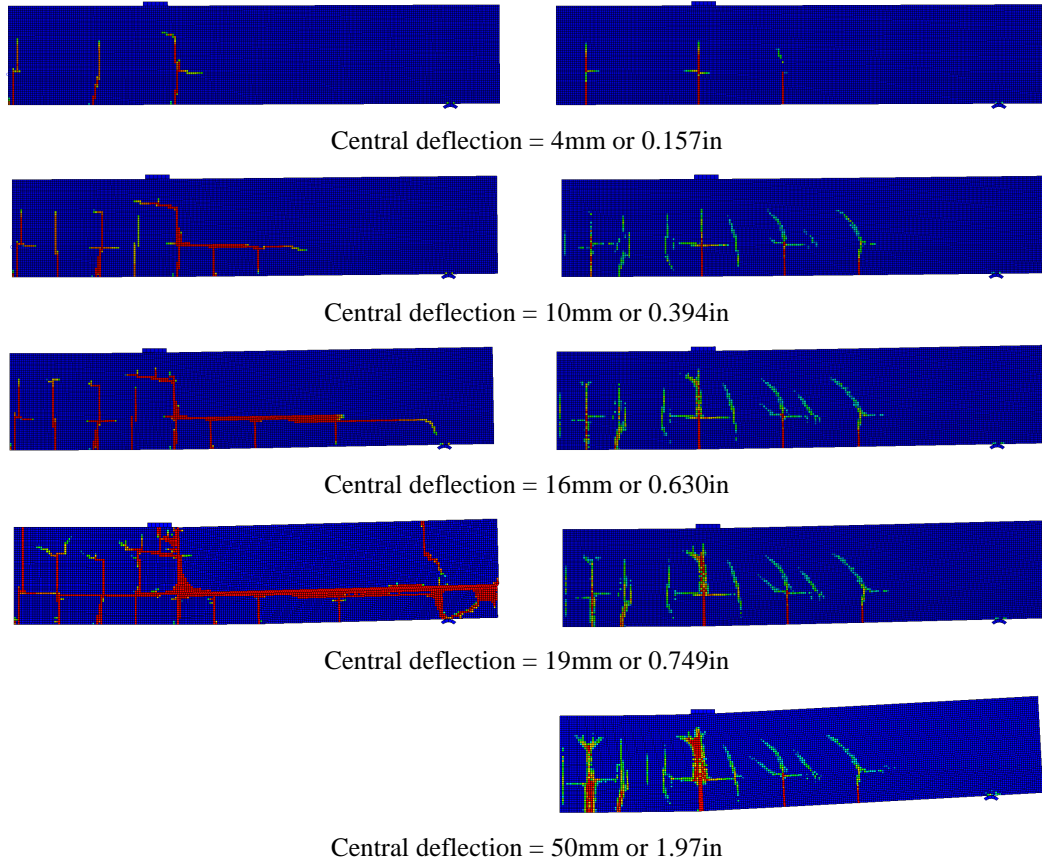 Central deflection = 4mm or 0.157in
Central deflection = 10mm or 0.394in
Central deflection = 16mm or 0.630in
Central deflection = 19mm or 0.749in
Central deflection = 50mm or 1.97in